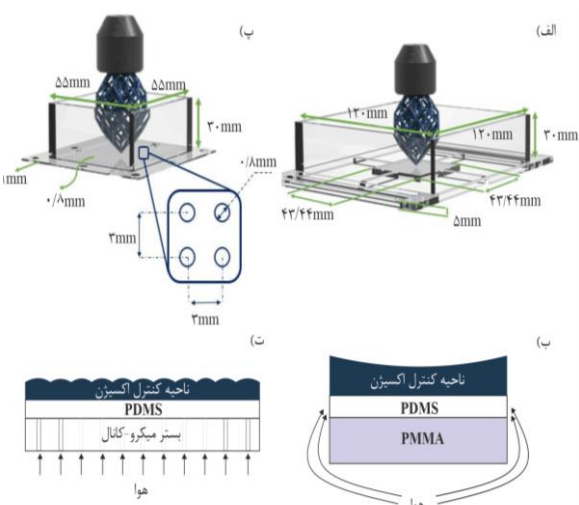 الف)
۱۲۰mm
۱۲۰mm
۳۰mm
۴۳/۴۴mm
۴۳/۴۴mm
۵mm
پ)
۵۵mm
۵۵mm
۳۰mm
۰/۸mm
۰/۸mm
۳mm
۳mm
ب)
ناحیه کنترل اکسیژن
PDMS
PMMA
هوا
ت)
ناحیه کنترل اکسیژن
PDMS
بستر میکرو-کانال
هوا